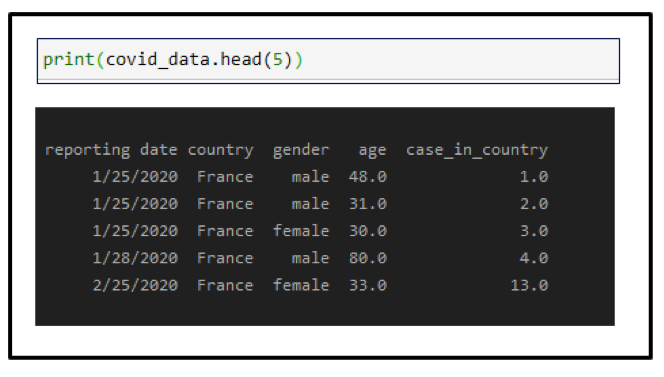 print(covid_data.head(5))
reporting date country gender age case_in_country
1/25/2020 France male 48.0 1.0
1/25/2020 France male 31.0 2.0
1/25/2020 France female 30.0 3.0
1/28/2020 France male 80.0 4.0
2/25/2020 France female 33.0 13.0